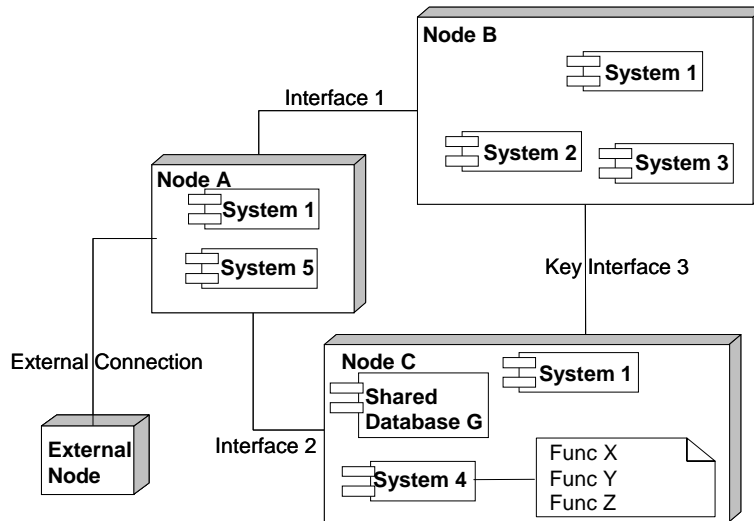 Node B
System 1
Interface 1
System 2
System 3
Node A
System 1
System 5
Key Interface 3
External Connection
Node C
System 1
Shared
Database G
Interface 2
External
Node
System 4
Func X
Func Y
Func Z